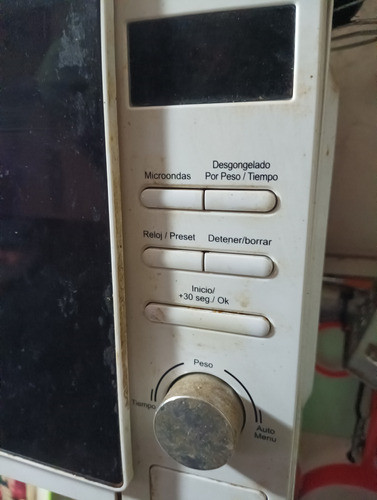 Microondas
Desgongelado
Por Peso / Tiempo
Reloj / Preset
Detener/borrar
Inicio/
+30 seg./ Ok
Peso
Tiempo
Auto
Menu